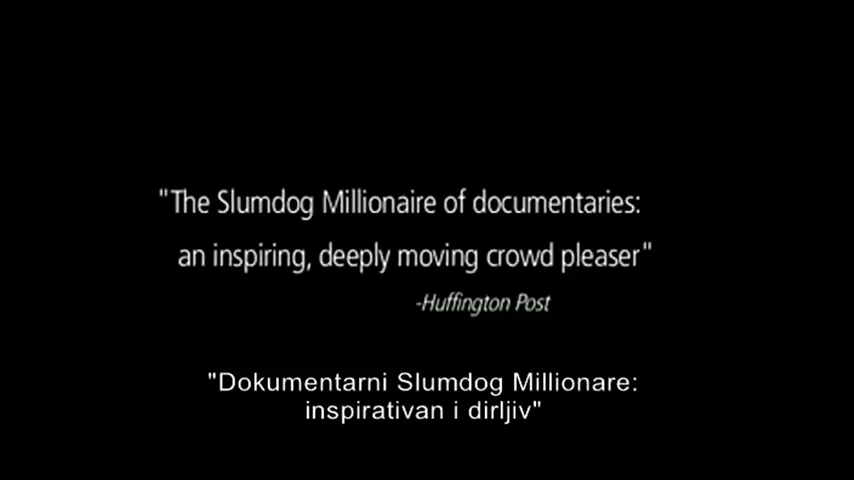 "The Slumdog Millionaire of documentaries:
an inspiring, deeply moving crowd pleaser"
-Huffington Post
"Dokumentarni Slumdog Millionare:
inspirativan i dirljiv"